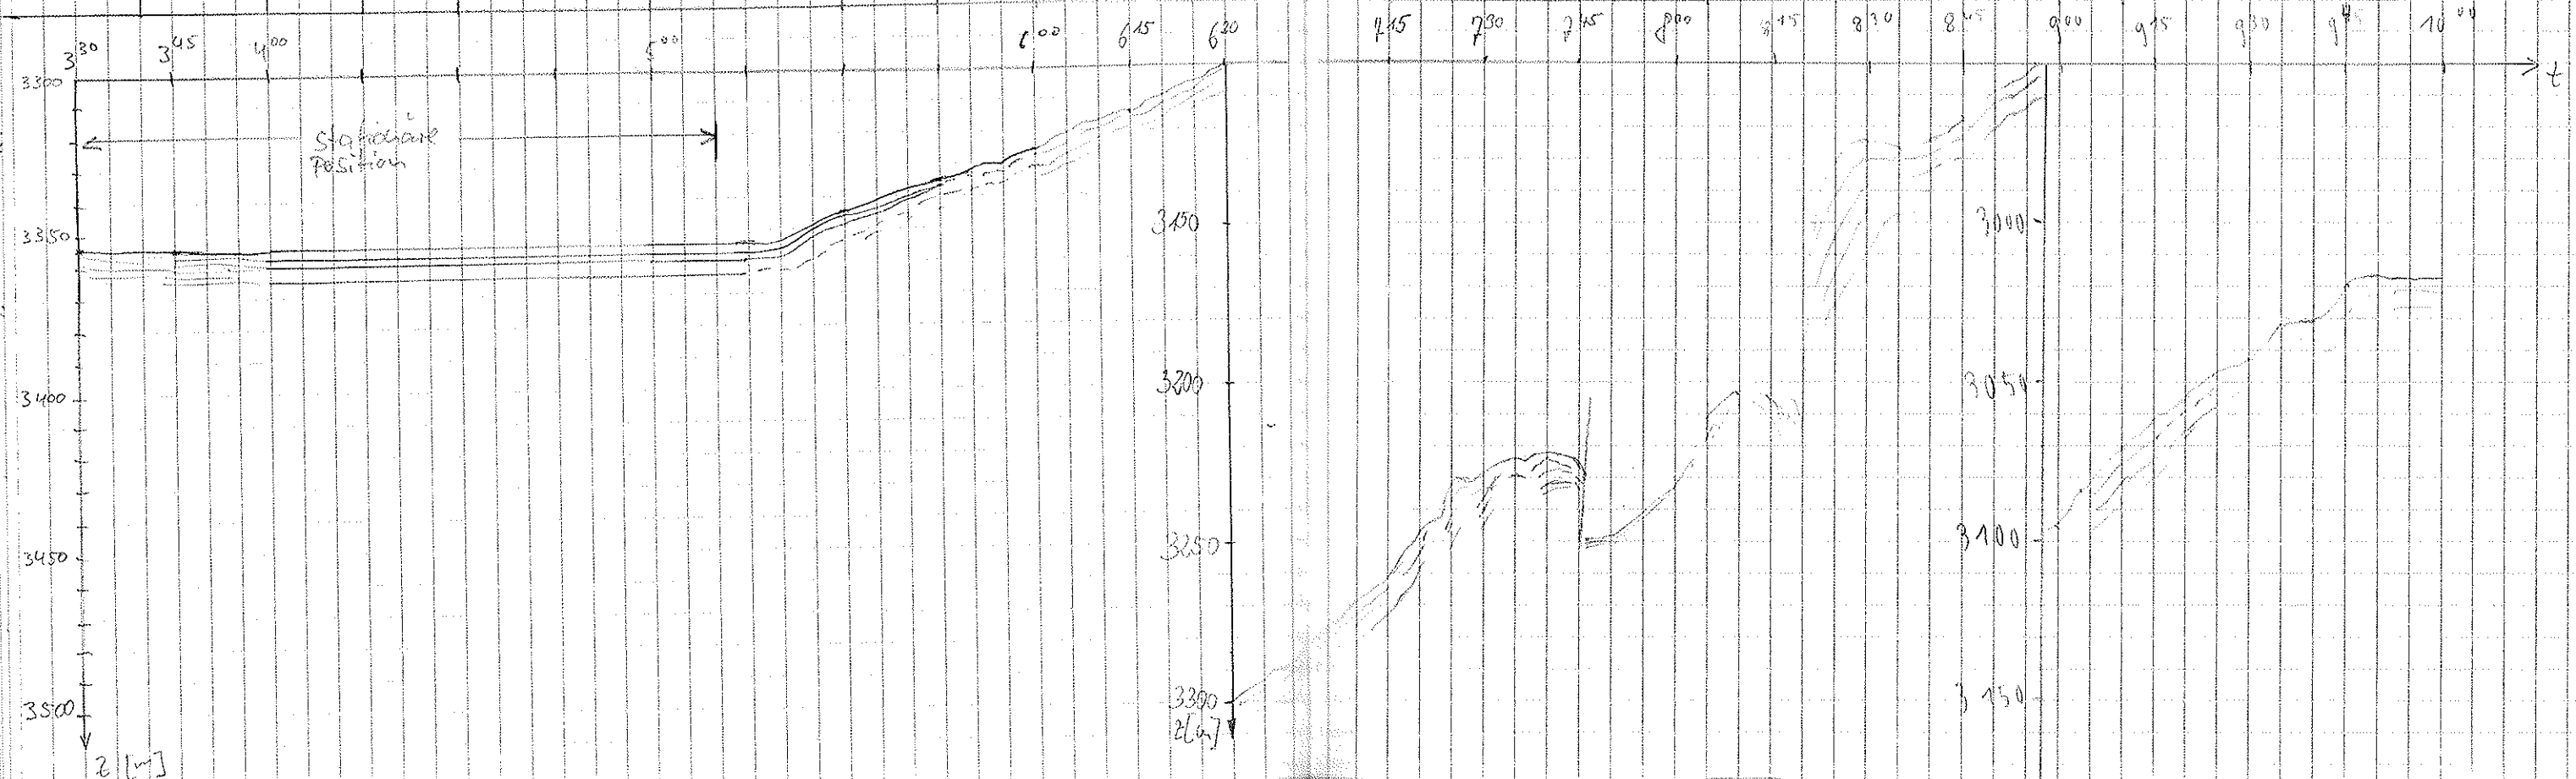 3³⁰ 3⁴⁵ 4⁰⁰ 5⁰⁰ 6⁰⁰ 6¹⁵ 6³⁰ 7¹⁵ 7³⁰ 7⁴⁵ 8⁰⁰ 8¹⁵ 8³⁰ 8⁴⁵ 9⁰⁰ 9¹⁵ 9³⁰ 9⁴⁵ 10⁰⁰
t
3300
stationäre
Position
3350
3400
3450
3500
z [m]
3150
3200
3250
3300
z[m]
3000
3050
3100
3150